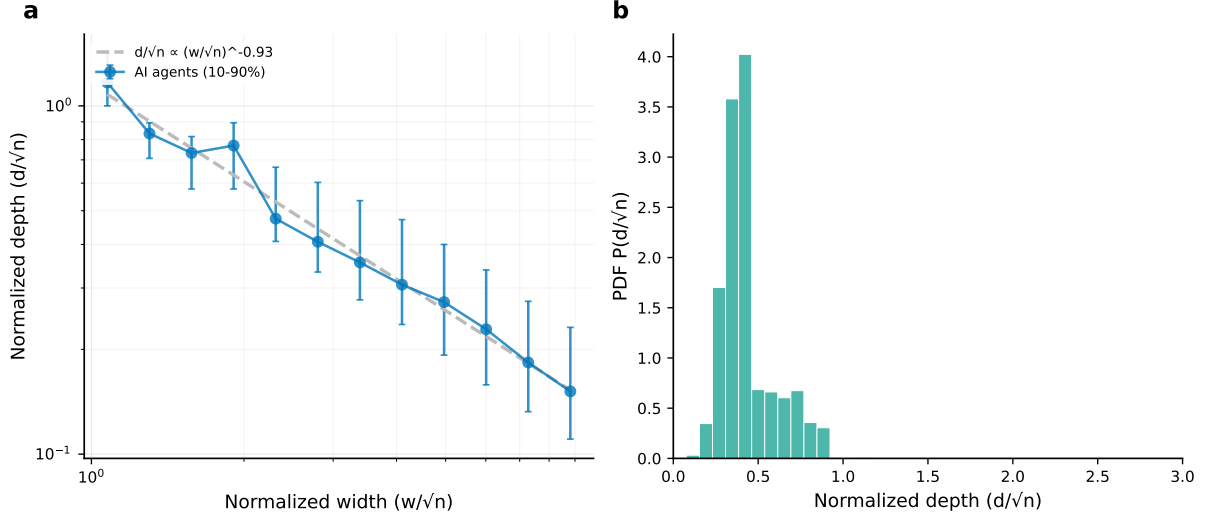 a
d/√n ∝ (w/√n)^-0.93
AI agents (10-90%)
Normalized depth (d/√n)
10⁰
10⁻¹
10⁰
Normalized width (w/√n)
b
PDF P(d/√n)
4.0
3.5
3.0
2.5
2.0
1.5
1.0
0.5
0.0
0.0 0.5 1.0 1.5 2.0 2.5 3.0
Normalized depth (d/√n)